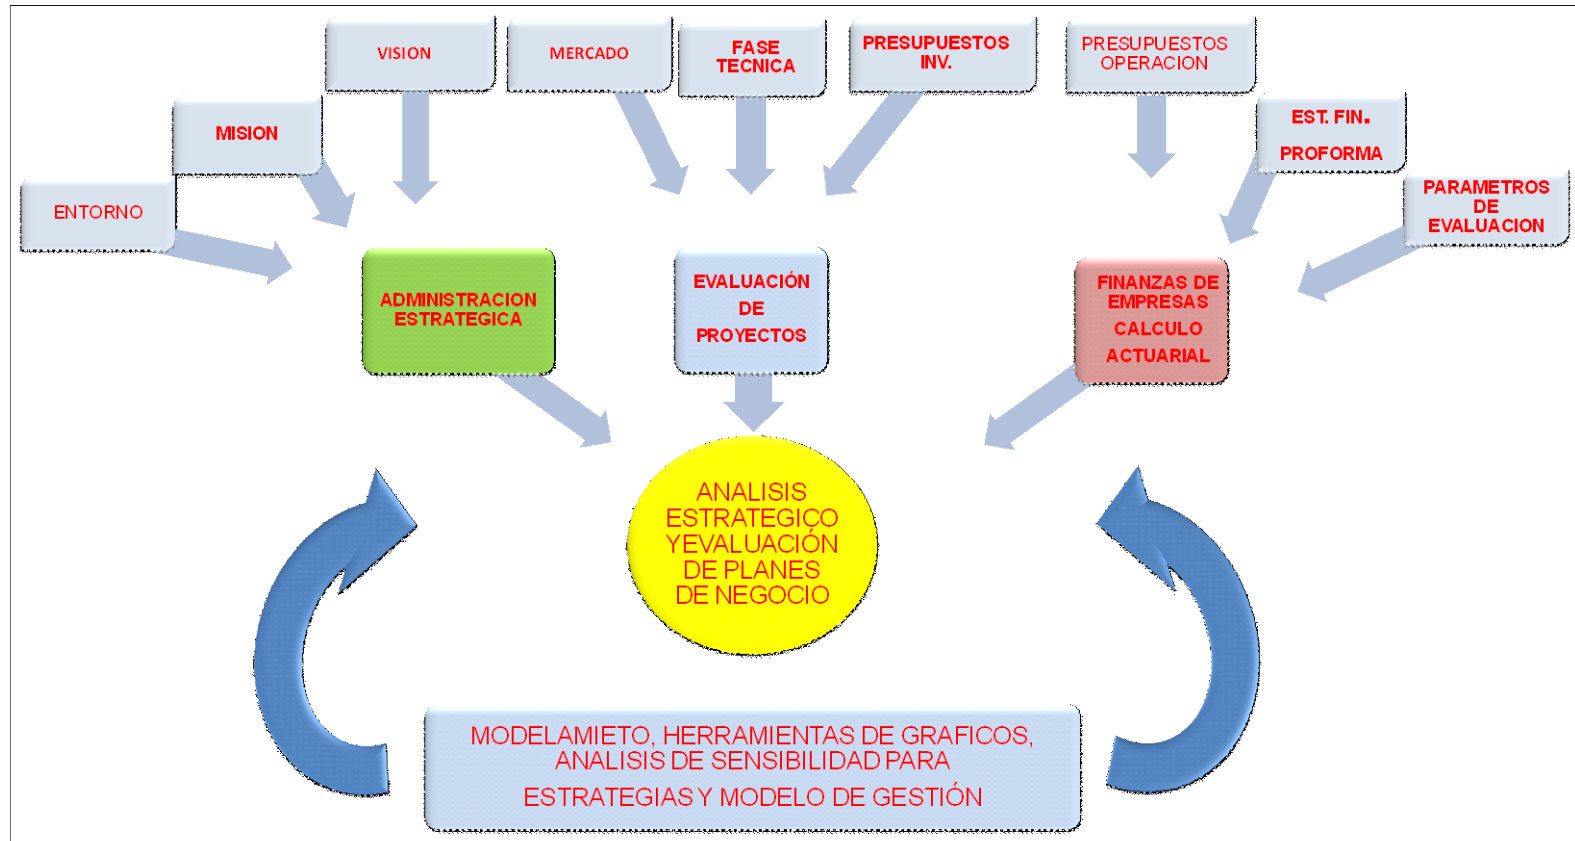 VISION
MERCADO
FASE
TECNICA
PRESUPUESTOS
INV.
PRESUPUESTOS
OPERACION
MISION
EST. FIN.
PROFORMA
ENTORNO
PARAMETROS
DE
EVALUACION
ADMINISTRACION
ESTRATEGICA
EVALUACIÓN
DE
PROYECTOS
FINANZAS DE
EMPRESAS
CALCULO
ACTUARIAL
ANALISIS
ESTRATEGICO
YEVALUACIÓN
DE PLANES
DE NEGOCIO
MODELAMIETO, HERRAMIENTAS DE GRAFICOS,
ANALISIS DE SENSIBILIDAD PARA
ESTRATEGIAS Y MODELO DE GESTIÓN